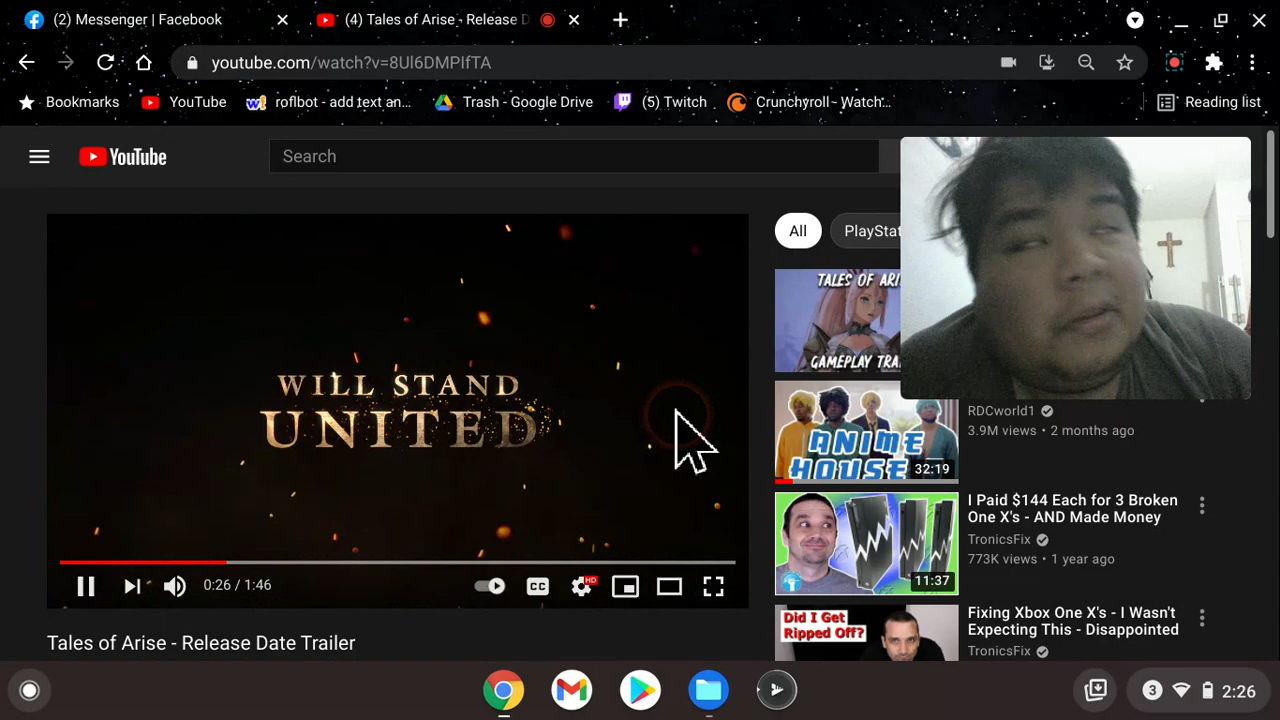 (2) Messenger | Facebook
(4) Tales of Arise - Release D
youtube.com/watch?v=8UI6DMPIfTA
Bookmarks
YouTube
roflbot - add text an...
Trash - Google Drive
(5) Twitch
Crunchyroll - Watch...
Reading list
YouTube
Search
WILL STAND
UNITED
0:26 / 1:46
CC
HD
Tales of Arise - Release Date Trailer
All
PlayStat
TALES OF ARI
GAMEPLAY TRA
ANIME
HOUSE
32:19
RDCworld1
3.9M views • 2 months ago
11:37
I Paid $144 Each for 3 Broken
One X's - AND Made Money
TronicsFix
773K views • 1 year ago
Did I Get
Ripped Off?
Fixing Xbox One X's - I Wasn't
Expecting This - Disappointed
TronicsFix
3
2:26